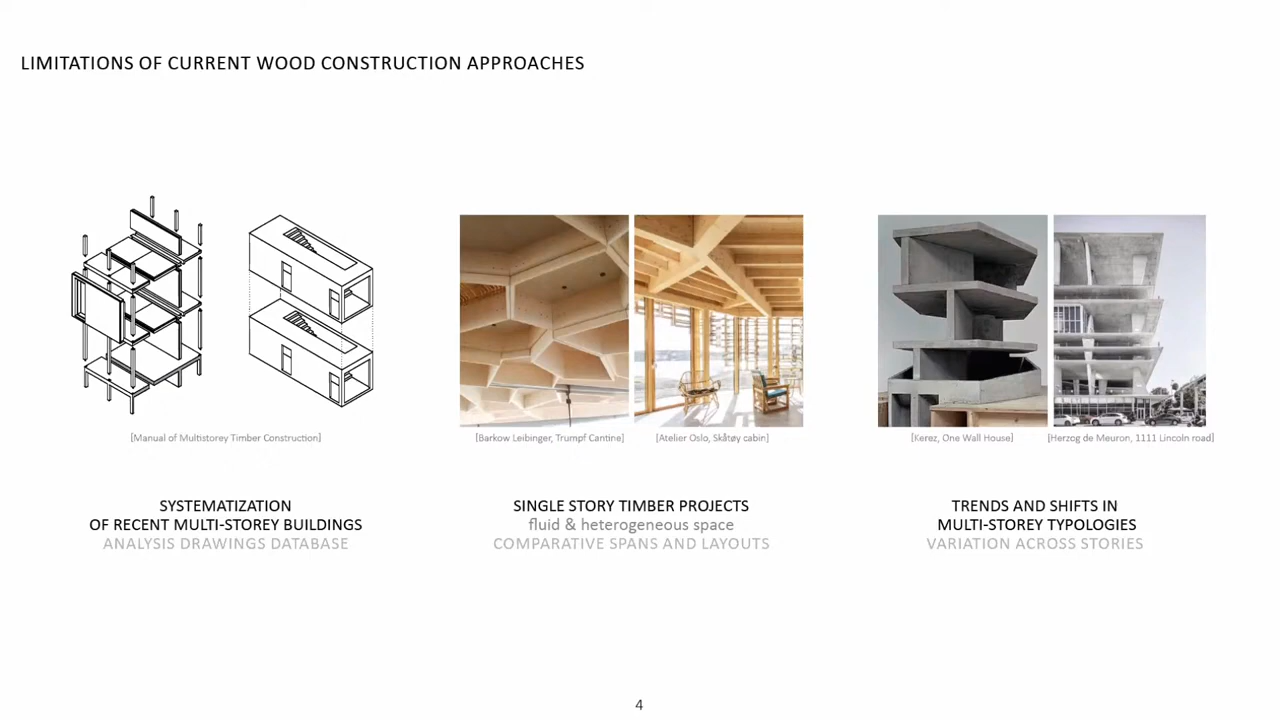 LIMITATIONS OF CURRENT WOOD CONSTRUCTION APPROACHES
[Manual of Multistorey Timber Construction]
[Barkow Leibinger, Trumpf Cantine]
[Atelier Oslo, Skåtøy cabin]
[Kerez, One Wall House]
[Herzog de Meuron, 1111 Lincoln road]
SYSTEMATIZATION
OF RECENT MULTI-STOREY BUILDINGS
ANALYSIS DRAWINGS DATABASE
SINGLE STORY TIMBER PROJECTS
fluid & heterogeneous space
COMPARATIVE SPANS AND LAYOUTS
TRENDS AND SHIFTS IN
MULTI-STOREY TYPOLOGIES
VARIATION ACROSS STORIES
4